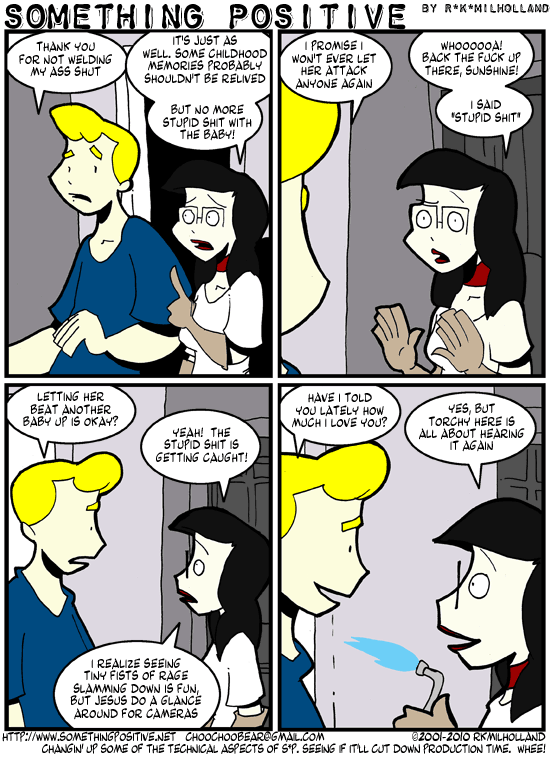 SOMETHING POSITIVE BY R*K*MILHOLLAND
THANK YOU
FOR NOT WELDING
MY ASS SHUT
IT'S JUST AS
WELL. SOME CHILDHOOD
MEMORIES PROBABLY
SHOULDN'T BE RELIVED
BUT NO MORE
STUPID SHIT WITH
THE BABY!
I PROMISE I
WON'T EVER LET
HER ATTACK
ANYONE AGAIN
WHOOOOOA!
BACK THE FUCK UP
THERE, SUNSHINE!
I SAID
"STUPID SHIT"
LETTING HER
BEAT ANOTHER
BABY UP IS OKAY?
YEAH! THE
STUPID SHIT IS
GETTING CAUGHT!
I REALIZE SEEING
TINY FISTS OF RAGE
SLAMMING DOWN IS FUN,
BUT JESUS DO A GLANCE
AROUND FOR CAMERAS
HAVE I TOLD
YOU LATELY HOW
MUCH I LOVE YOU?
YES, BUT
TORCHY HERE IS
ALL ABOUT HEARING
IT AGAIN
HTTP://WWW.SOMETHINGPOSITIVE.NET CHOOCHOOBEAR@GMAIL.COM ©2001-2010 RKMILHOLLAND
CHANGIN' UP SOME OF THE TECHNICAL ASPECTS OF S*P. SEEING IF IT'LL CUT DOWN PRODUCTION TIME. WHEE!